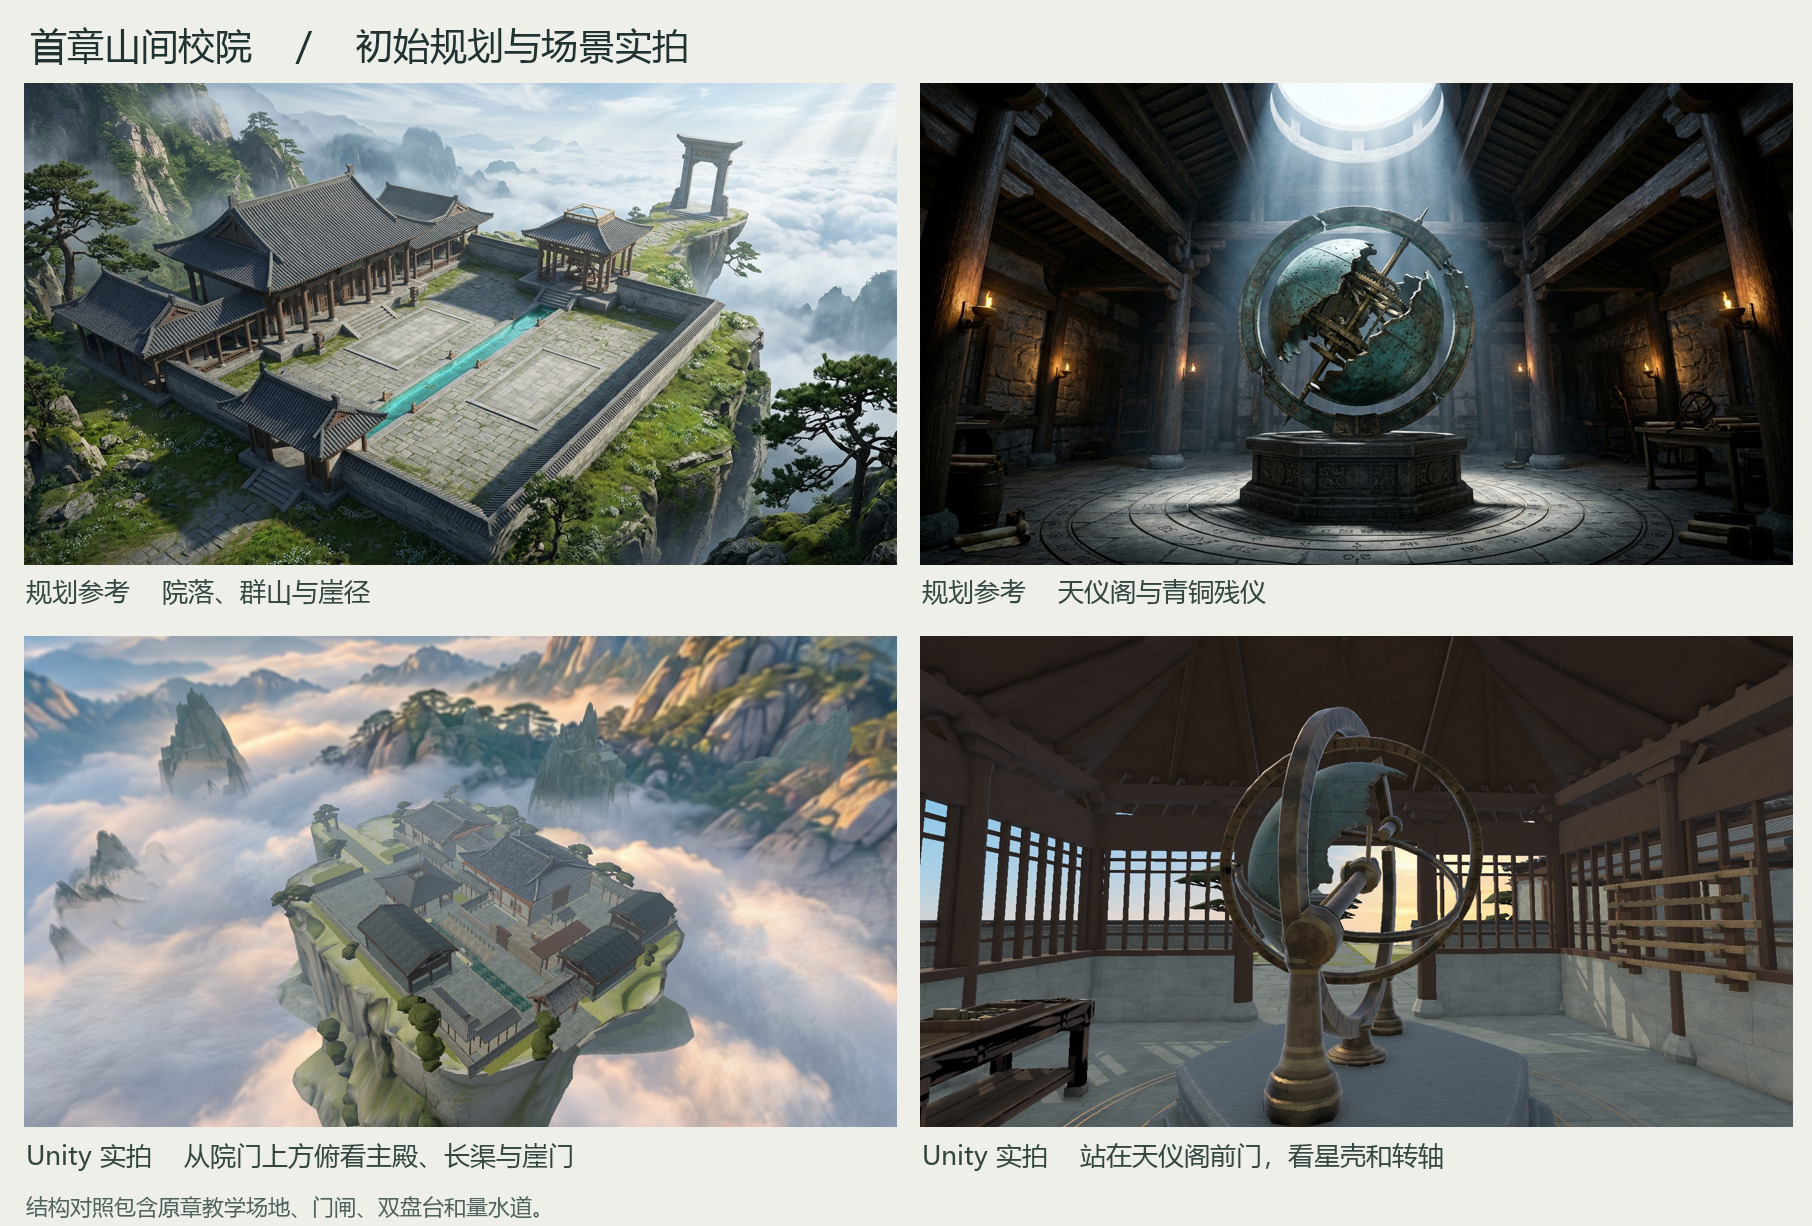 首章山间校院 / 初始规划与场景实拍
规划参考 院落、群山与崖径
规划参考 天仪阁与青铜残仪
Unity 实拍 从院门上方俯看主殿、长渠与崖门
Unity 实拍 站在天仪阁前门，看星壳和转轴
结构对照包含原章教学场地、门闸、双盘台和量水道。